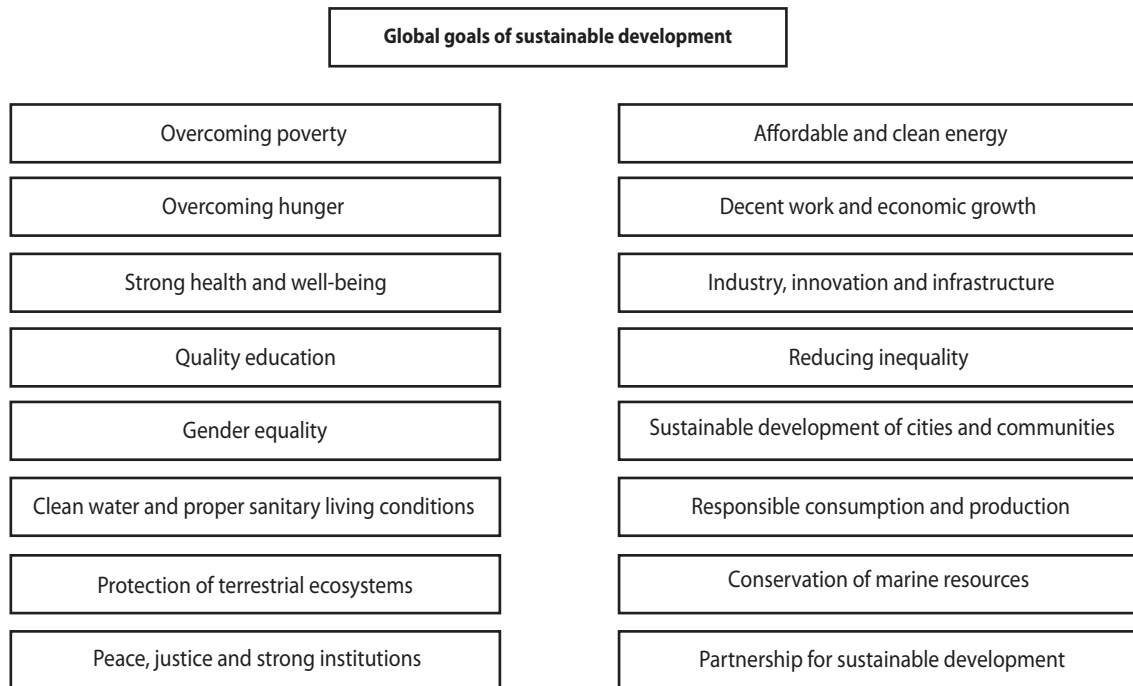 Global goals of sustainable development
Overcoming poverty
Affordable and clean energy
Overcoming hunger
Decent work and economic growth
Strong health and well-being
Industry, innovation and infrastructure
Quality education
Reducing inequality
Gender equality
Sustainable development of cities and communities
Clean water and proper sanitary living conditions
Responsible consumption and production
Protection of terrestrial ecosystems
Conservation of marine resources
Peace, justice and strong institutions
Partnership for sustainable development